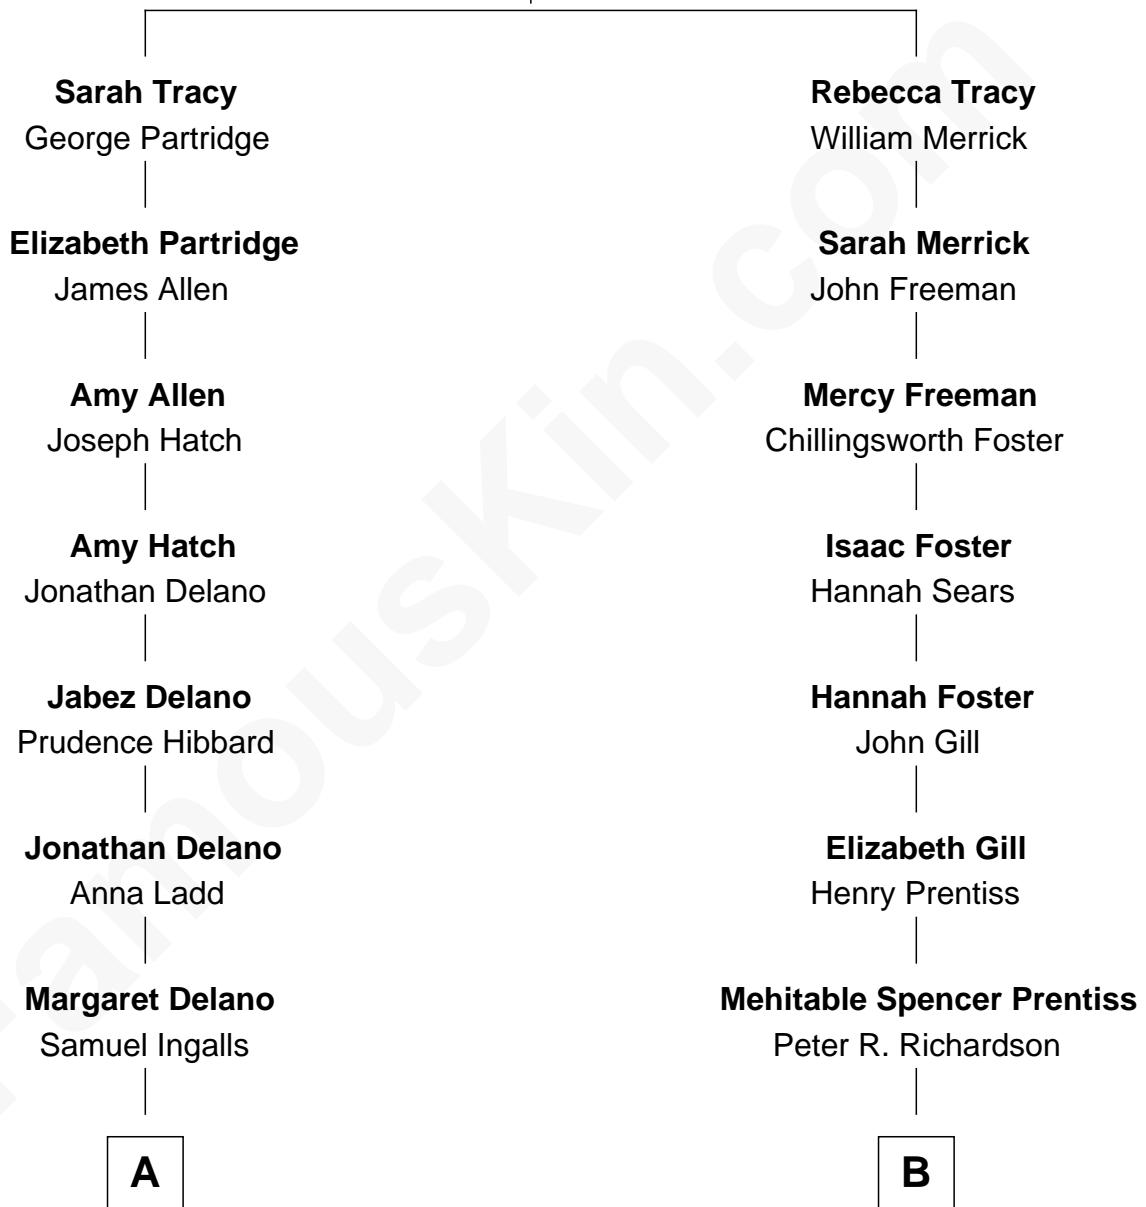 Sarah Tracy
George Partridge
Elizabeth Partridge
James Allen
Amy Allen
Joseph Hatch
Amy Hatch
Jonathan Delano
Jabez Delano
Prudence Hibbard
Jonathan Delano
Anna Ladd
Margaret Delano
Samuel Ingalls
A
Rebecca Tracy
William Merrick
Sarah Merrick
John Freeman
Mercy Freeman
Chillingsworth Foster
Isaac Foster
Hannah Sears
Hannah Foster
John Gill
Elizabeth Gill
Henry Prentiss
Mehitable Spencer Prentiss
Peter R. Richardson
B
FamousKin.com